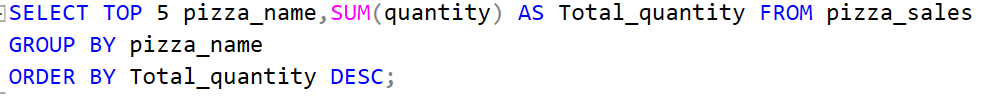 SELECT TOP 5 pizza_name,SUM(quantity) AS Total_quantity FROM pizza_sales
GROUP BY pizza_name
ORDER BY Total_quantity DESC;